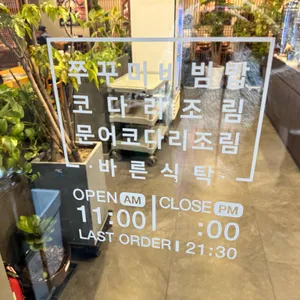 쭈꾸미비빔밥
코다리조림
문어코다리조림
바른식탁
OPEN AM CLOSE PM
11:00 :00
LAST ORDER 21:30